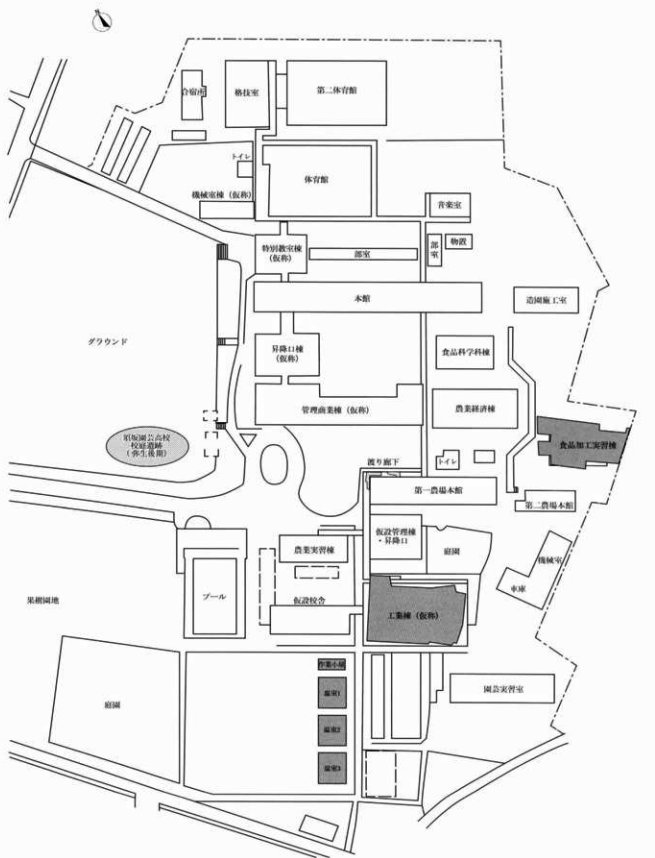 合宿所
格技室
第二体育館
トイレ
体育館
機械室棟（仮称）
音楽室
特別教室棟
（仮称）
部室
部
室
物置
本館
造園施工室
グラウンド
昇降口棟
（仮称）
食品科学科棟
管理商業棟（仮称）
農業経済棟
須坂園芸高校
校庭遺跡
（弥生後期）
食品加工実習棟
渡り廊下
トイレ
第一農場本館
第二農場本館
仮設管理棟
・昇降口
農業実習棟
庭園
機械室
果樹園地
プール
仮設校舎
車庫
工業棟（仮称）
作業小屋
園芸実習室
温室1
庭園
温室2
温室3